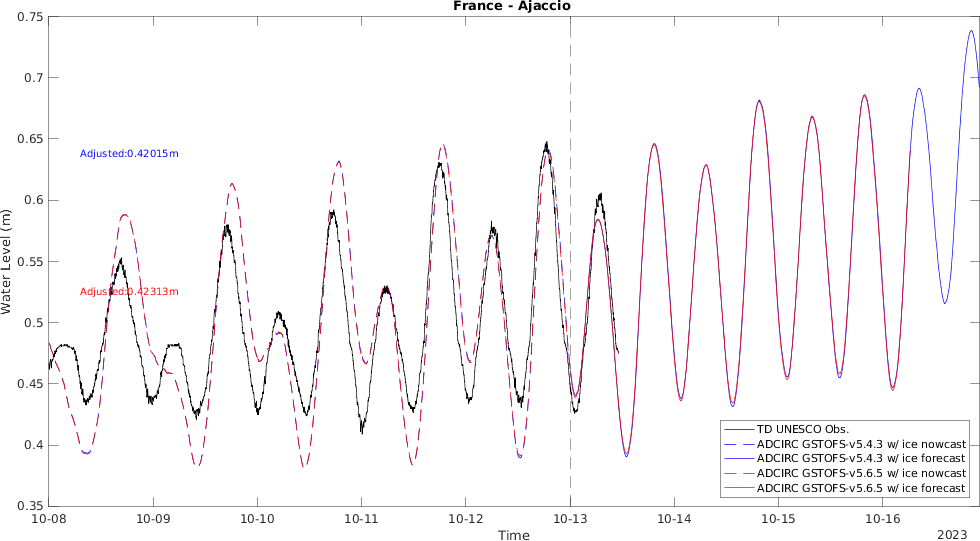 France - Ajaccio
0.75
0.7
0.65
0.6
0.55
0.5
0.45
0.4
0.35
Water Level (m)
Adjusted:0.42015m
Adjusted:0.42313m
TD UNESCO Obs.
ADCIRC GSTOFS-v5.4.3 w/ ice nowcast
ADCIRC GSTOFS-v5.4.3 w/ ice forecast
ADCIRC GSTOFS-v5.6.5 w/ ice nowcast
ADCIRC GSTOFS-v5.6.5 w/ ice forecast
10-08 10-09 10-10 10-11 10-12 10-13 10-14 10-15 10-16
Time
2023